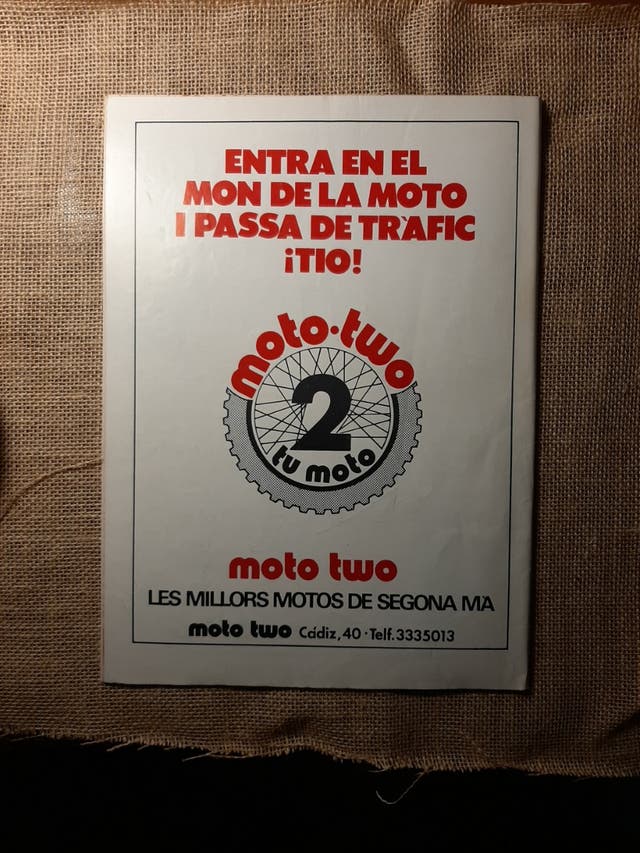 ENTRA EN EL
MON DE LA MOTO
I PASSA DE TRÀFIC
¡TIO!
moto·two
2
tu moto
moto two
LES MILLORS MOTOS DE SEGONA MÀ
moto two Cádiz, 40 · Telf. 3335013